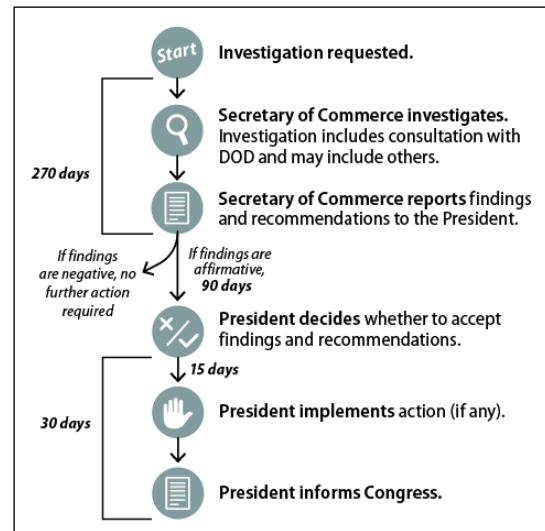 Start
Investigation requested.
Secretary of Commerce investigates.
Investigation includes consultation with
DOD and may include others.
270 days
Secretary of Commerce reports findings
and recommendations to the President.
If findings
are negative, no
further action
required
If findings are
affirmative,
90 days
President decides whether to accept
findings and recommendations.
15 days
30 days
President implements action (if any).
President informs Congress.